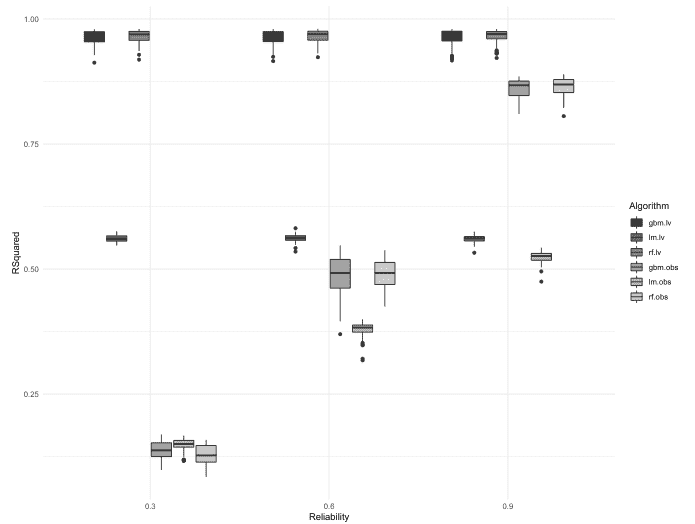 1.00
0.75
0.50
0.25
RSquared
0.3
0.6
0.9
Reliability
Algorithm
gbm.lv
lm.lv
rf.lv
gbm.obs
lm.obs
rf.obs